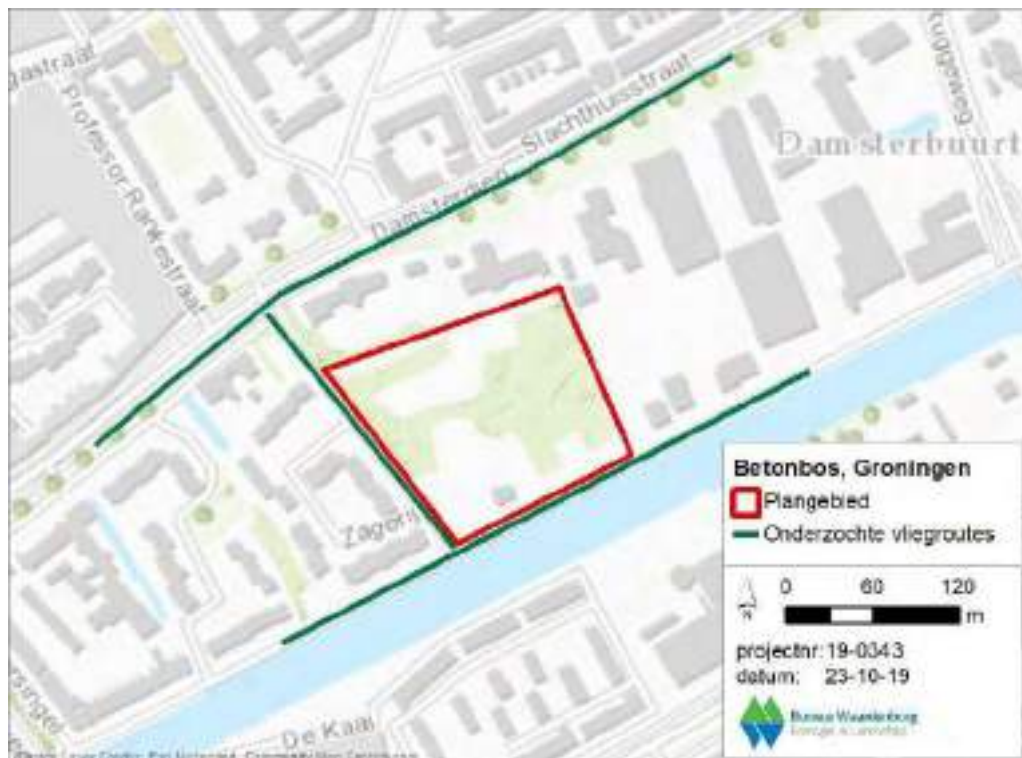 Professor Rankestraat
Slachthuisstraat
Damsterdiep
Damsterbuurt
De Kaai
Betonbos, Groningen
Plangebied
Onderzochte vliegroutes
0 60 120
m
N
projectnr: 19-0343
datum: 23-10-19
Bureau Waardenburg